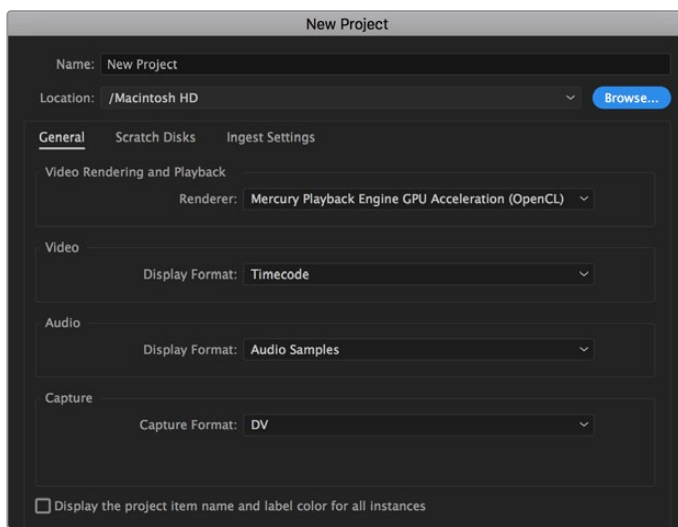 New Project
Name: New Project
Location: /Macintosh HD Browse...
General Scratch Disks Ingest Settings
Video Rendering and Playback
Renderer: Mercury Playback Engine GPU Acceleration (OpenCL)
Video
Display Format: Timecode
Audio
Display Format: Audio Samples
Capture
Capture Format: DV
Display the project item name and label color for all instances